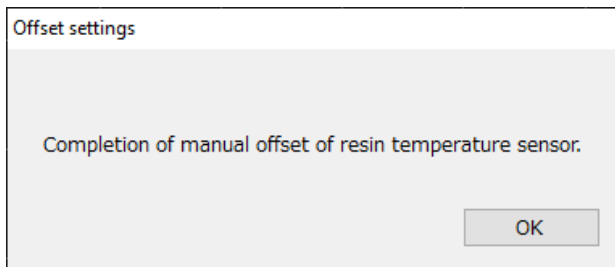 Offset settings
Completion of manual offset of resin temperature sensor.
OK